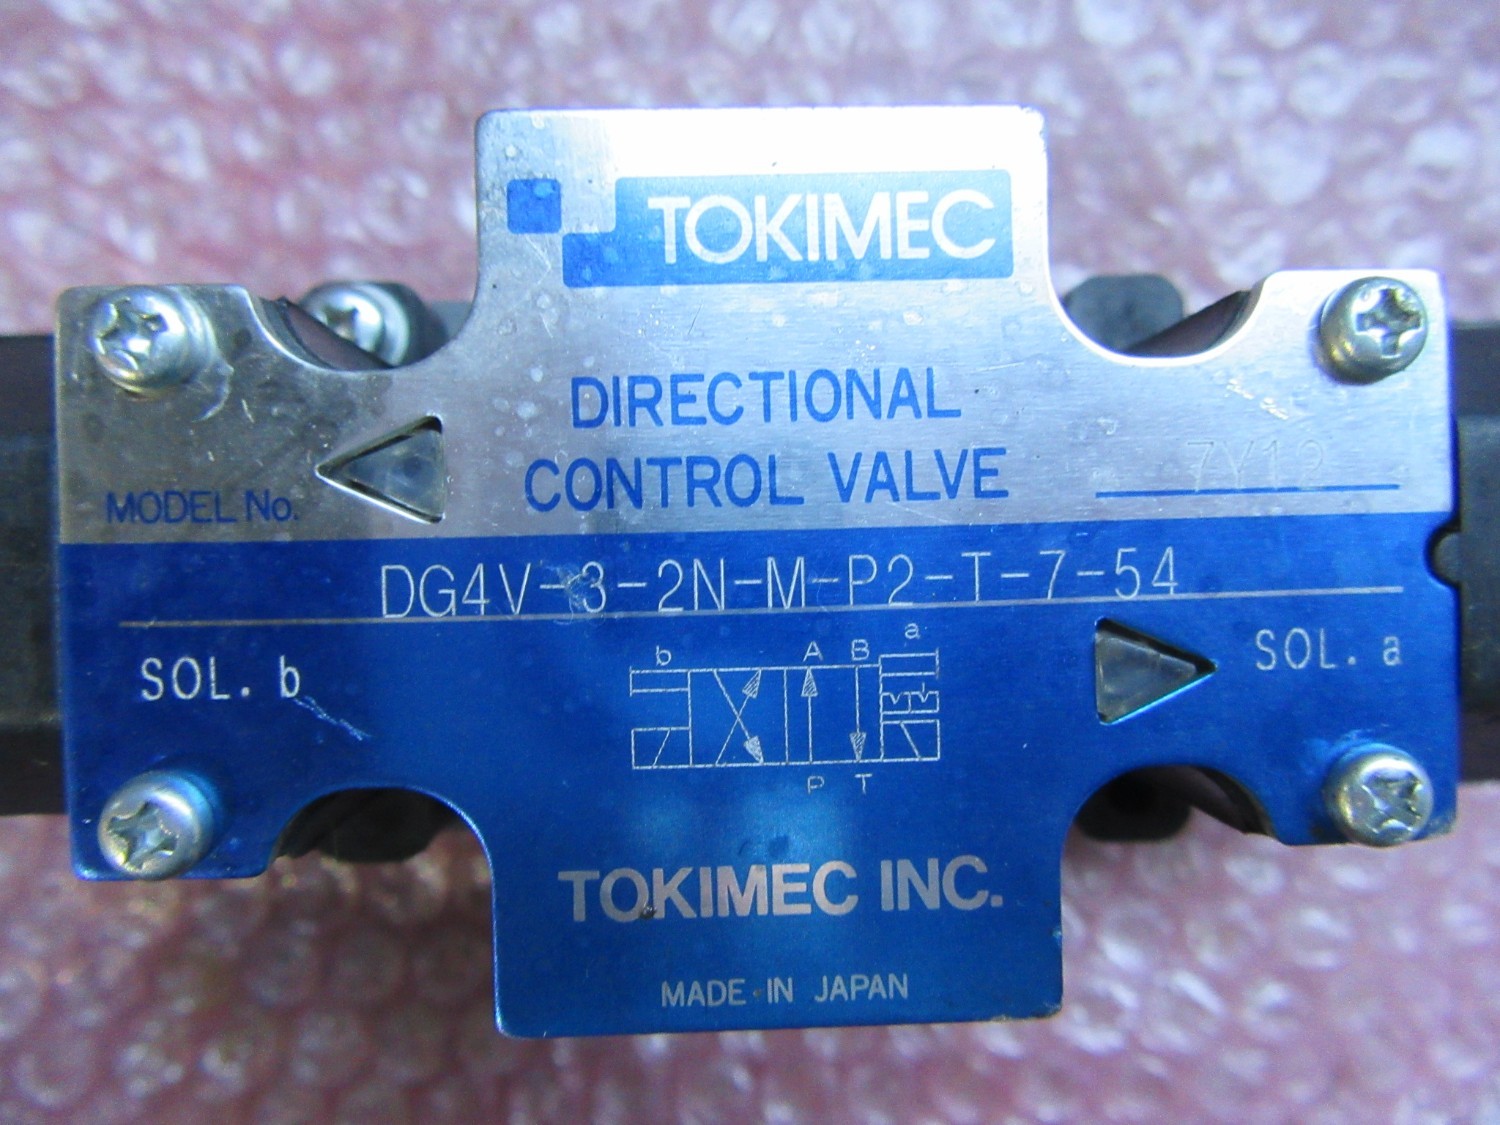 TOKIMEC
DIRECTIONAL
CONTROL VALVE
7Y12
MODEL No.
DG4V-3-2N-M-P2-T-7-54
SOL. b
b A B a
P T
SOL. a
TOKIMEC INC.
MADE IN JAPAN